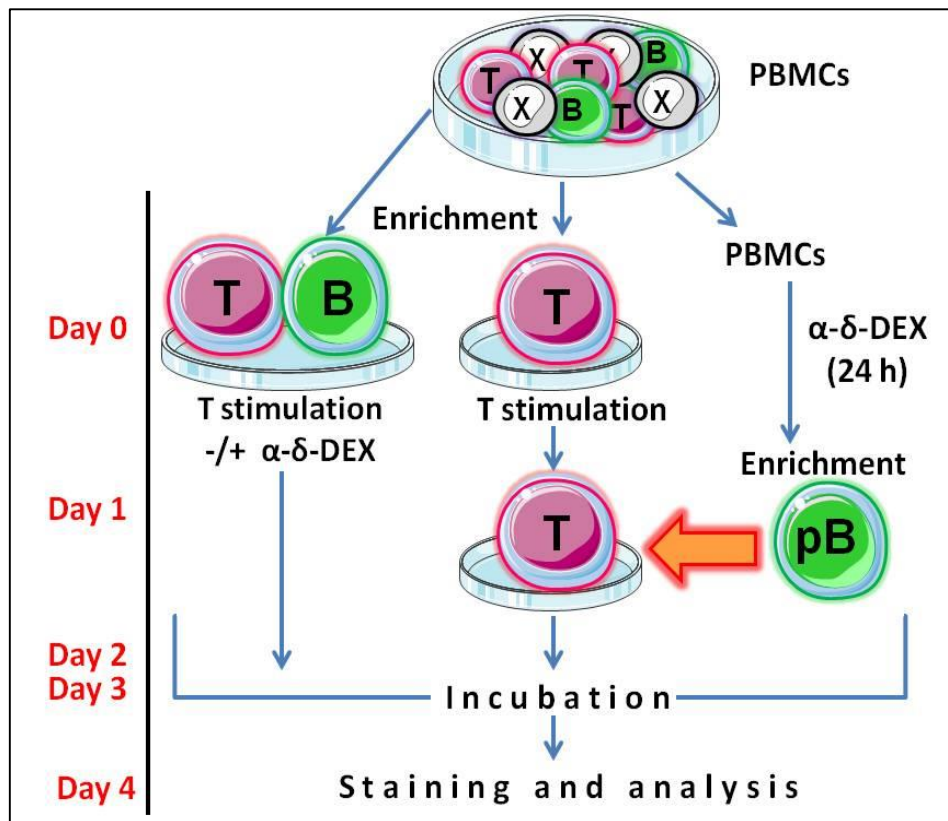 PBMCs
X
X
B
T
T
X
B
T
X
Enrichment
PBMCs
T
B
T
Day 0
α-δ-DEX
(24 h)
T stimulation
-/+ α-δ-DEX
T stimulation
Enrichment
Day 1
T
pB
Day 2
Day 3
Incubation
Day 4
Staining and analysis